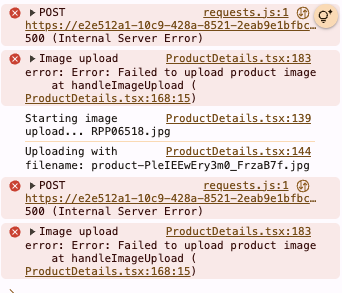 ▶ POST requests.js:1
https://e2e512a1-10c9-428a-8521-2eab9e1bfbc…
500 (Internal Server Error)
▶ Image upload ProductDetails.tsx:183
error: Error: Failed to upload product image
at handleImageUpload (
ProductDetails.tsx:168:15)
Starting image ProductDetails.tsx:139
upload... RPP06518.jpg
Uploading with ProductDetails.tsx:144
filename: product-PleIEEwEry3m0_FrzaB7f.jpg
▶ POST requests.js:1
https://e2e512a1-10c9-428a-8521-2eab9e1bfbc…
500 (Internal Server Error)
▶ Image upload ProductDetails.tsx:183
error: Error: Failed to upload product image
at handleImageUpload (
ProductDetails.tsx:168:15)